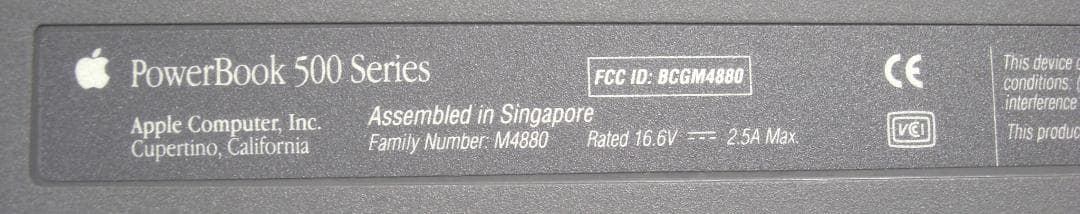 PowerBook 500 Series
Apple Computer, Inc.
Cupertino, California
Assembled in Singapore
Family Number: M4880 Rated 16.6V ⎓ 2.5A Max.
FCC ID: BCGM4880
CE
VCI
This device
conditions.
interference
This